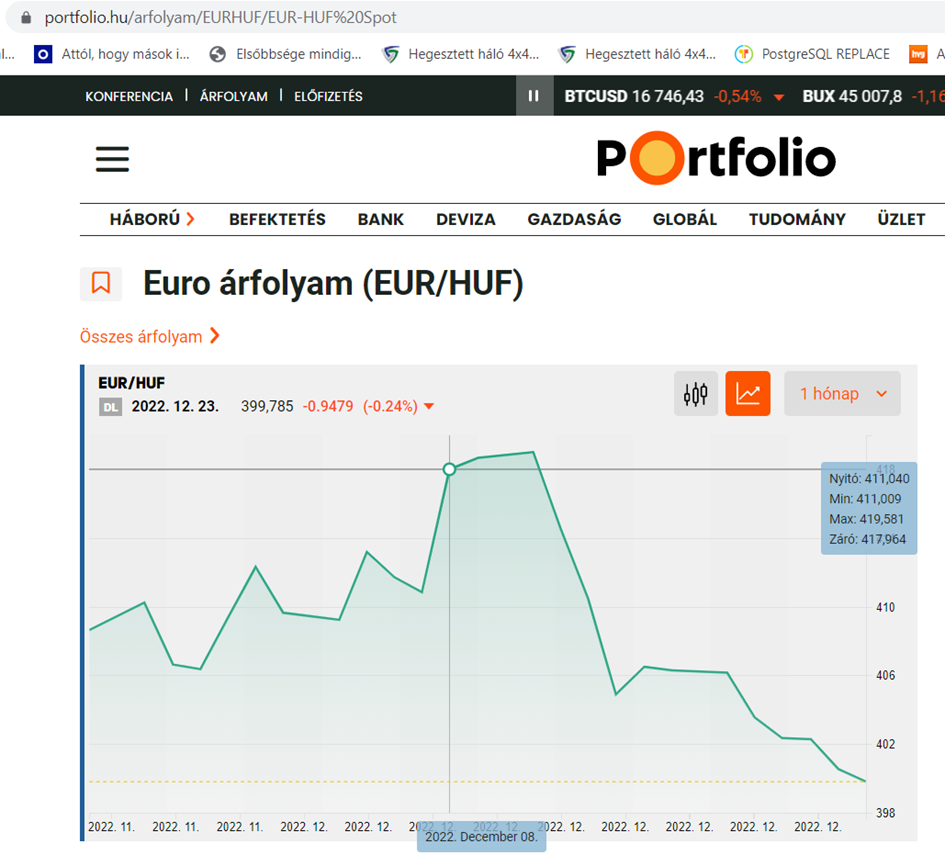 portfolio.hu/arfolyam/EURHUF/EUR-HUF%20Spot
Attól, hogy mások i... Elsőbbsége mindig... Hegesztett háló 4x4... Hegesztett háló 4x4... PostgreSQL REPLACE hvg
KONFERENCIA | ÁRFOLYAM | ELŐFIZETÉS BTCUSD 16 746,43 -0,54% BUX 45 007,8 -1,16
Portfolio
HÁBORÚ BEFEKTETÉS BANK DEVIZA GAZDASÁG GLOBÁL TUDOMÁNY ÜZLET
Euro árfolyam (EUR/HUF)
Összes árfolyam
EUR/HUF
DL 2022. 12. 23. 399,785 -0.9479 (-0.24%)
1 hónap
418
Nyitó: 411,040
Min: 411,009
Max: 419,581
Záró: 417,964
410
406
402
398
2022. 11. 2022. 11. 2022. 11. 2022. 12. 2022. 12. 2022. 12. 2022. 12. 2022. 12. 2022. 12. 2022. 12. 2022. 12. 2022. 12.
2022. December 08.